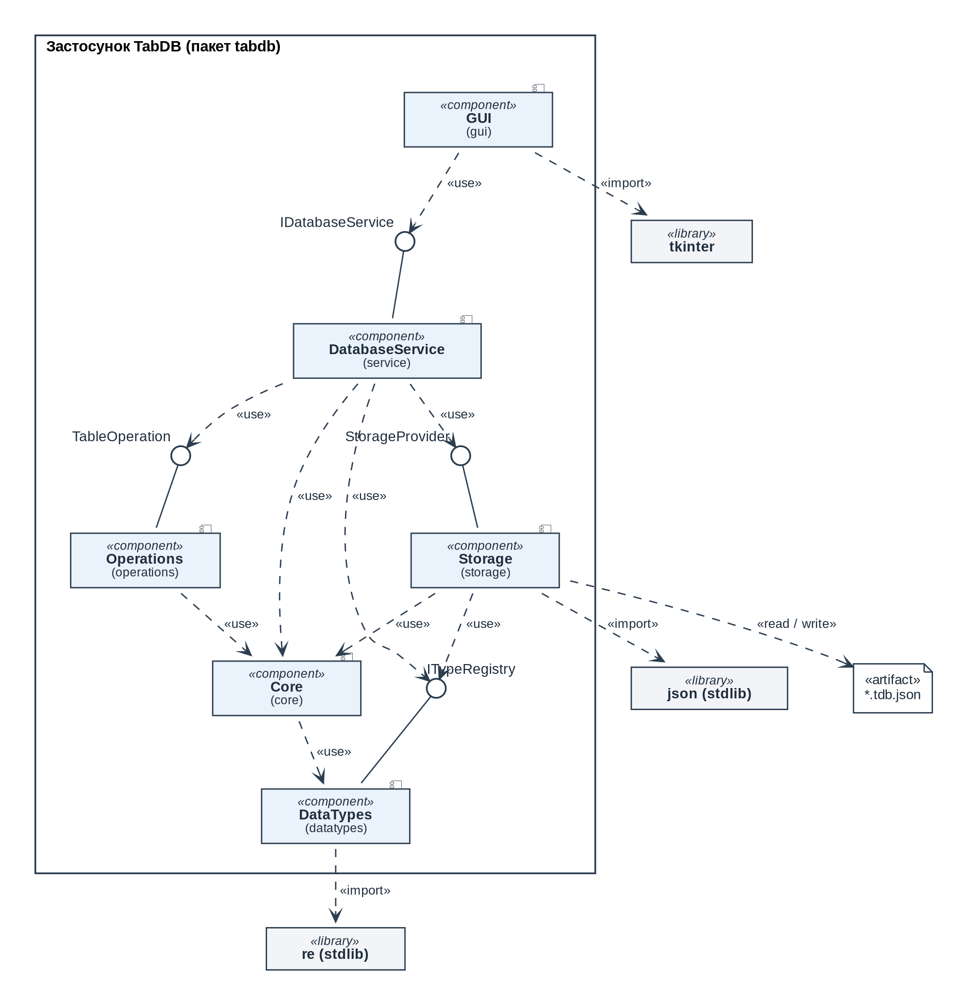 Застосунок TabDB (пакет tabdb)
«component»
GUI
(gui)
«use»
«import»
IDatabaseService
«library»
tkinter
«component»
DatabaseService
(service)
«use»
«use»
TableOperation
StorageProvider
«use»
«use»
«component»
Operations
(operations)
«component»
Storage
(storage)
«use»
«use»
«use»
«import»
«read / write»
«component»
Core
(core)
ITypeRegistry
«library»
json (stdlib)
«artifact»
*.tdb.json
«use»
«component»
DataTypes
(datatypes)
«import»
«library»
re (stdlib)